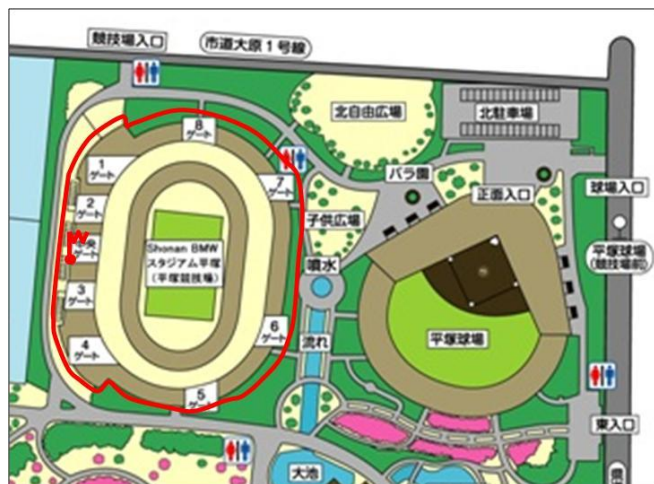 競技場入口
市道大原1号線
8
ゲート
北自由広場
北駐車場
1
ゲート
7
ゲート
バラ園
正面入口
球場入口
2
ゲート
子供広場
Shonan BMW
スタジアム平塚
(平塚競技場)
平塚球場
(競技場前)
噴水
3
ゲート
6
ゲート
流れ
平塚球場
4
ゲート
5
ゲート
東入口
大池